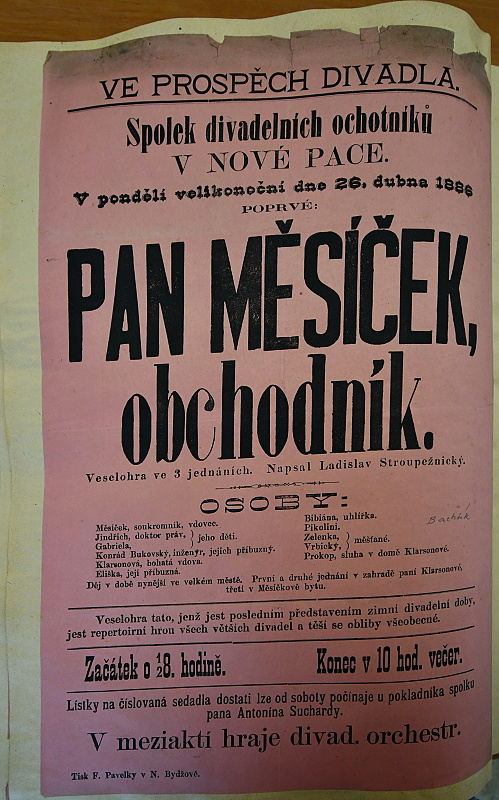 VE PROSPĚCH DIVADLA.
Spolek divadelních ochotníků
V NOVÉ PACE.
V pondělí velikonoční dne 26. dubna 1886
POPRVÉ:
PAN MĚSÍČEK,
obchodník.
Veselohra ve 3 jednáních. Napsal Ladislav Stroupežnický.
OSOBY:
Měsíček, soukromník, vdovec.
Jindřich, doktor práv, } jeho děti.
Gabriela,
Konrád Bukovský, inženýr, jejich příbuzný.
Klarsonová, bohatá vdova.
Eliška, její příbuzná.
Bibiána, uhlířka.
Pikolini.
Zelenka, } měšťané.
Vrbický,
Prokop, sluha v domě Klarsonové.
Děj v době nynější ve velkém městě. První a druhé jednání v zahradě paní Klarsonové,
třetí v Měsíčkově bytu.
Veselohra tato, jenž jest posledním představením zimní divadelní doby,
jest repertoirní hrou všech větších divadel a těší se obliby všeobecné.
Začátek o ½8. hodině. Konec v 10 hod. večer.
Lístky na číslovaná sedadla dostati lze od soboty počínaje u pokladníka spolku
pana Antonína Suchardy.
V meziaktí hraje divad. orchestr.
Tisk F. Pavelky v N. Bydžově.